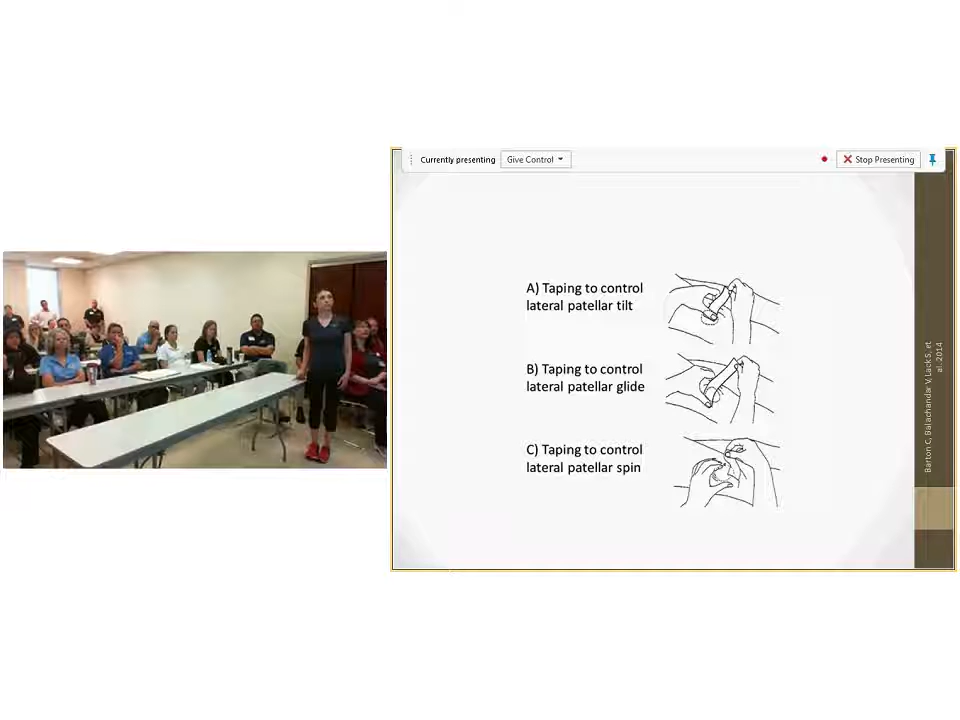 Currently presenting Give Control
Stop Presenting
A) Taping to control
lateral patellar tilt
B) Taping to control
lateral patellar glide
C) Taping to control
lateral patellar spin
Barton C, Balachandar V, Lack S, et
al. 2014